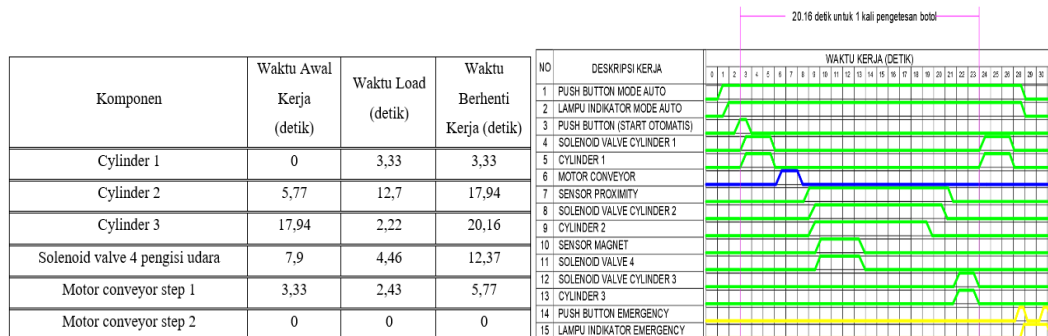 20.16 detik untuk 1 kali pengetesan botol
Komponen
Waktu Awal
Kerja
(detik)
Waktu Load
(detik)
Waktu
Berhenti
Kerja (detik)
Cylinder 1 0 3,33 3,33
Cylinder 2 5,77 12,7 17,94
Cylinder 3 17,94 2,22 20,16
Solenoid valve 4 pengisi udara 7,9 4,46 12,37
Motor conveyor step 1 3,33 2,43 5,77
Motor conveyor step 2 0 0 0
NO DESKRIPSI KERJA WAKTU KERJA (DETIK)
0 1 2 3 4 5 6 7 8 9 10 11 12 13 14 15 16 17 18 19 20 21 22 23 24 25 26 27 28 29 30
1 PUSH BUTTON MODE AUTO
2 LAMPU INDIKATOR MODE AUTO
3 PUSH BUTTON (START OTOMATIS)
4 SOLENOID VALVE CYLINDER 1
5 CYLINDER 1
6 MOTOR CONVEYOR
7 SENSOR PROXIMITY
8 SOLENOID VALVE CYLINDER 2
9 CYLINDER 2
10 SENSOR MAGNET
11 SOLENOID VALVE 4
12 SOLENOID VALVE CYLINDER 3
13 CYLINDER 3
14 PUSH BUTTON EMERGENCY
15 LAMPU INDIKATOR EMERGENCY